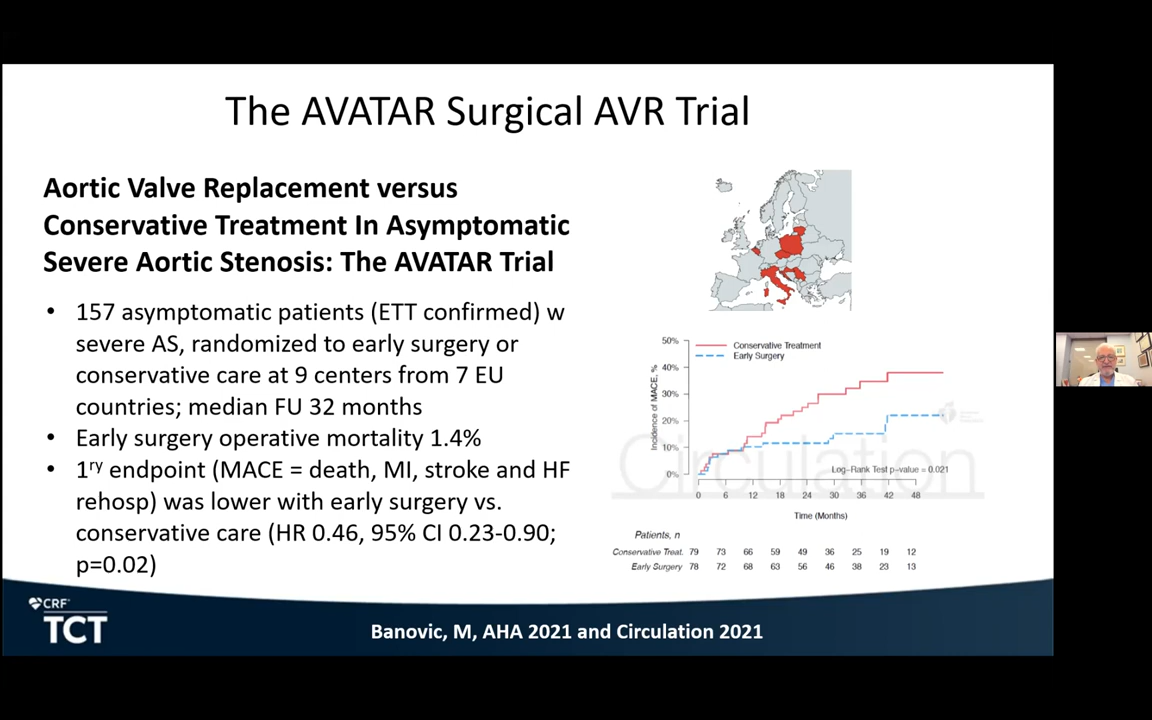 The AVATAR Surgical AVR Trial
Aortic Valve Replacement versus
Conservative Treatment In Asymptomatic
Severe Aortic Stenosis: The AVATAR Trial
• 157 asymptomatic patients (ETT confirmed) w
severe AS, randomized to early surgery or
conservative care at 9 centers from 7 EU
countries; median FU 32 months
• Early surgery operative mortality 1.4%
• 1ry endpoint (MACE = death, MI, stroke and HF
rehosp) was lower with early surgery vs.
conservative care (HR 0.46, 95% CI 0.23-0.90;
p=0.02)
Incidence of MACE, %
50%
40%
30%
20%
10%
0%
Conservative Treatment
Early Surgery
Circulation
Log-Rank Test p-value = 0.021
0 6 12 18 24 30 36 42 48
Time (Months)
Patients, n
Conservative Treat. 79 73 66 59 49 36 25 19 12
Early Surgery 78 72 68 63 56 46 38 23 13
CRF
TCT
Banovic, M, AHA 2021 and Circulation 2021